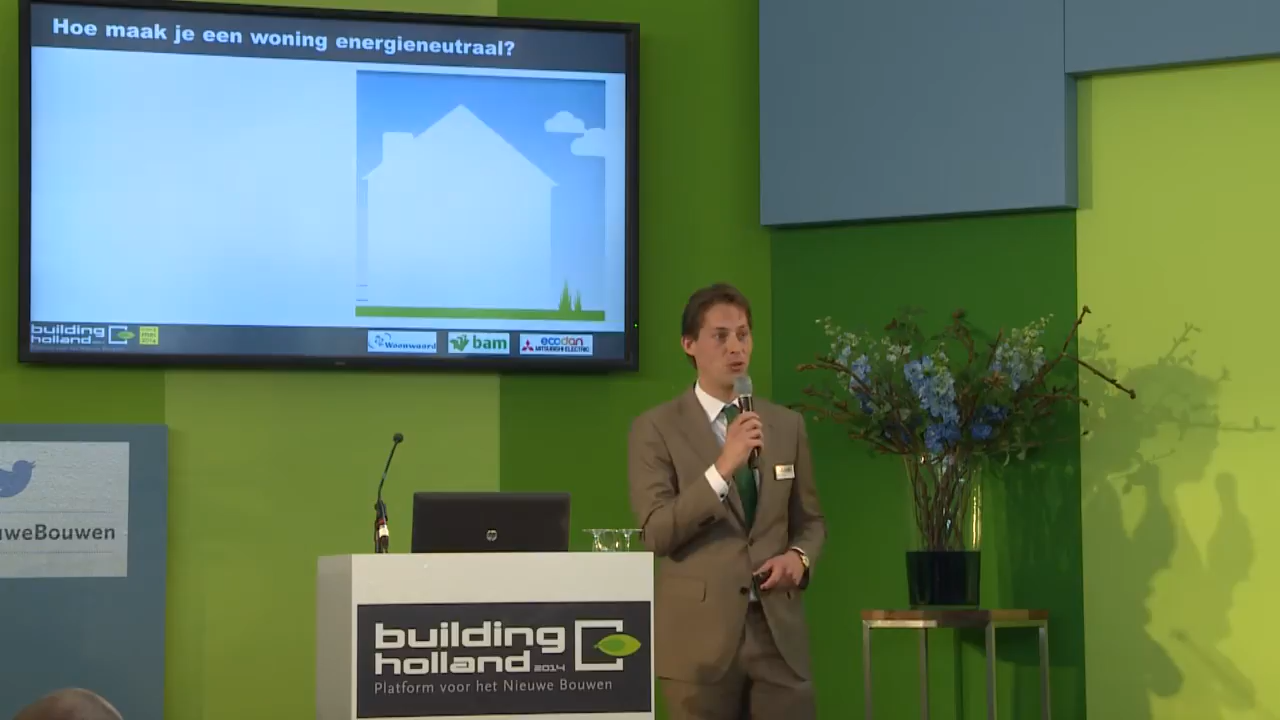 Hoe maak je een woning energieneutraal?
building
holland
Woonwaard
bam
ecodan
MITSUBISHI ELECTRIC
uweBouwen
hp
building
holland 2014
Platform voor het Nieuwe Bouwen